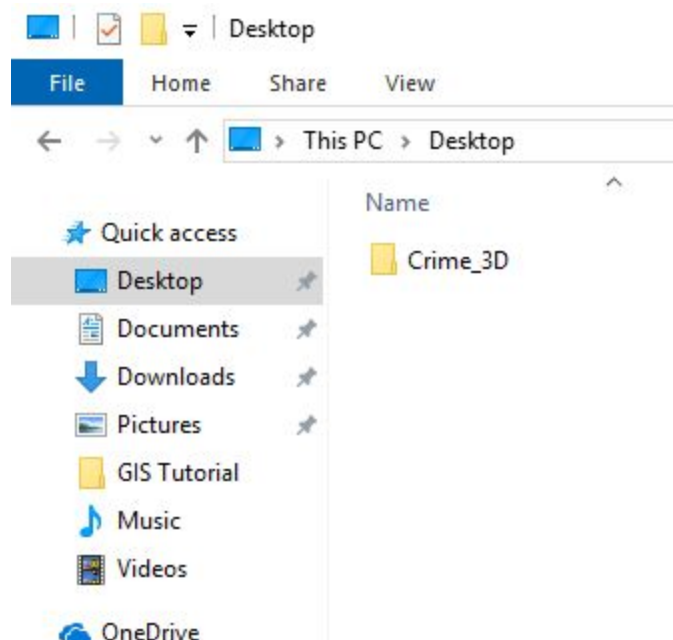 Desktop
File Home Share View
This PC > Desktop
Name
Quick access
Crime_3D
Desktop
Documents
Downloads
Pictures
GIS Tutorial
Music
Videos
OneDrive